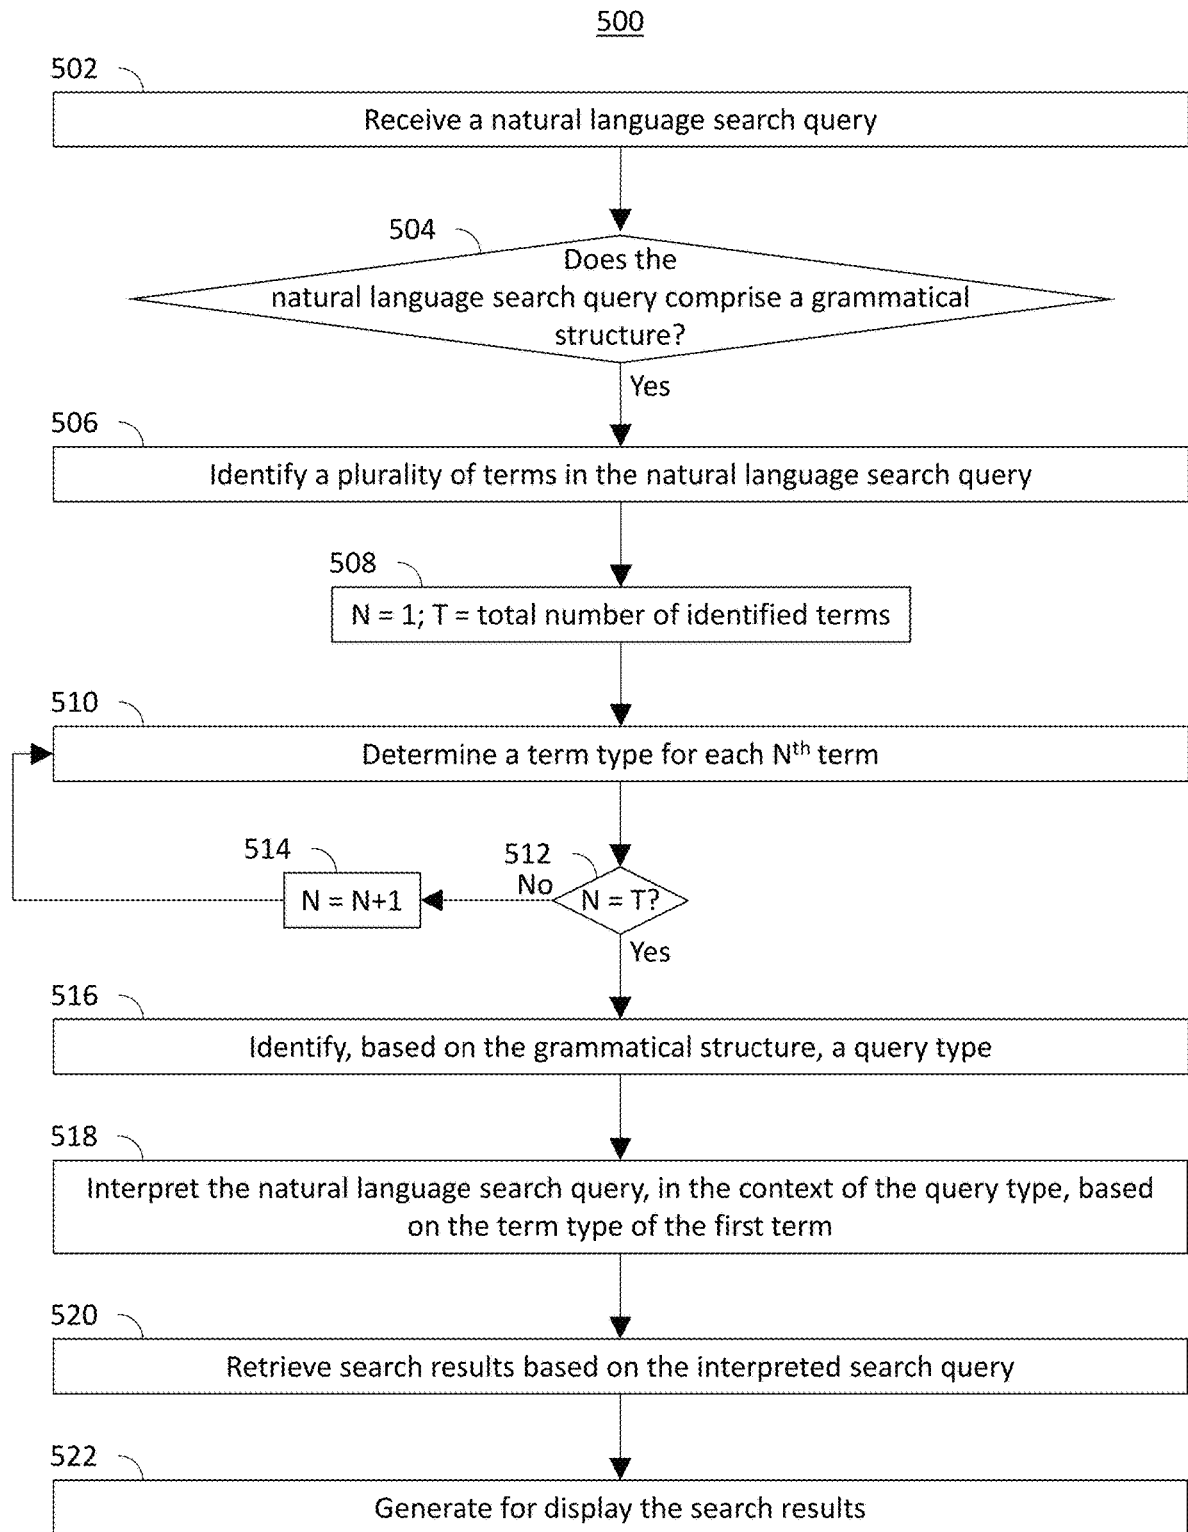 500
502
Receive a natural language search query
504
Does the
natural language search query comprise a grammatical
structure?
Yes
506
Identify a plurality of terms in the natural language search query
508
N = 1; T = total number of identified terms
510
Determine a term type for each Nth term
514
512
No
N = N+1
N = T?
Yes
516
Identify, based on the grammatical structure, a query type
518
Interpret the natural language search query, in the context of the query type, based
on the term type of the first term
520
Retrieve search results based on the interpreted search query
522
Generate for display the search results